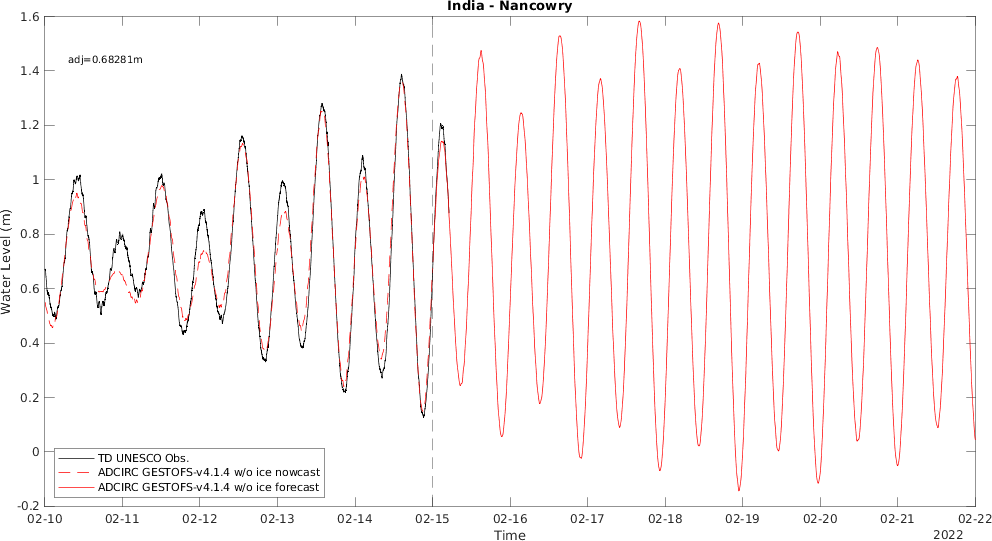 India - Nancowry
1.6
1.4
1.2
1
0.8
0.6
0.4
0.2
0
-0.2
Water Level (m)
adj=0.68281m
TD UNESCO Obs.
ADCIRC GESTOFS-v4.1.4 w/o ice nowcast
ADCIRC GESTOFS-v4.1.4 w/o ice forecast
02-10 02-11 02-12 02-13 02-14 02-15 02-16 02-17 02-18 02-19 02-20 02-21 02-22
Time
2022